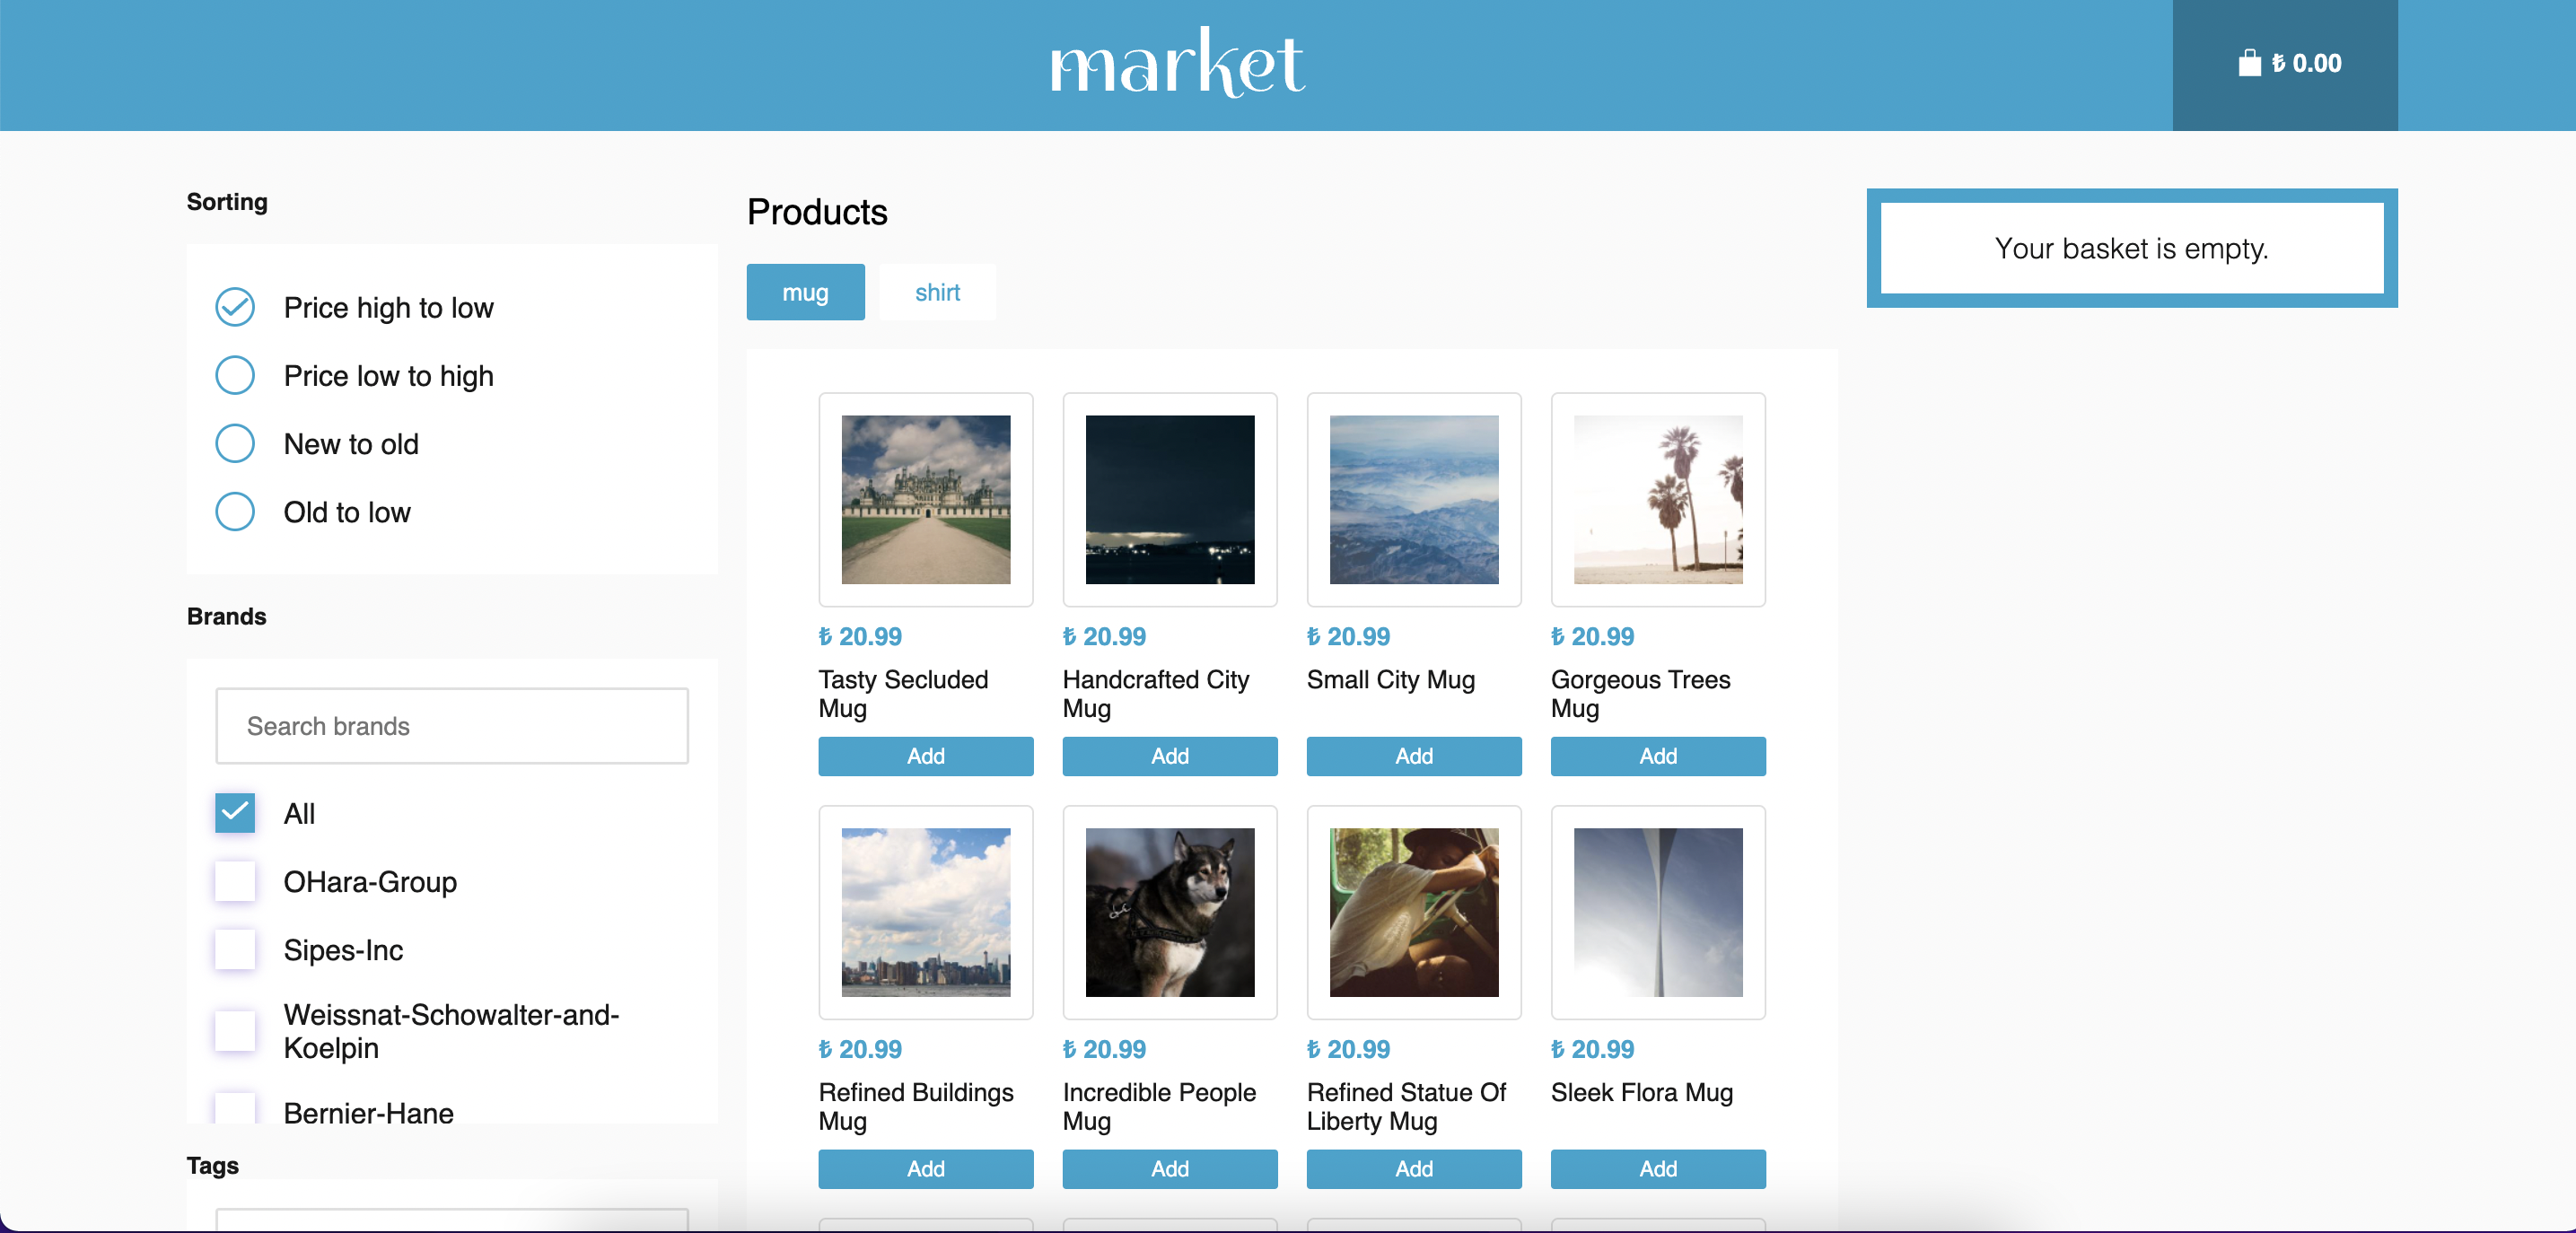 market
₺ 0.00
Sorting
Price high to low
Price low to high
New to old
Old to low
Brands
Search brands
All
OHara-Group
Sipes-Inc
Weissnat-Schowalter-and-
Koelpin
Bernier-Hane
Tags
Products
mug
shirt
₺ 20.99
Tasty Secluded
Mug
Add
₺ 20.99
Handcrafted City
Mug
Add
₺ 20.99
Small City Mug
Add
₺ 20.99
Gorgeous Trees
Mug
Add
₺ 20.99
Refined Buildings
Mug
Add
₺ 20.99
Incredible People
Mug
Add
₺ 20.99
Refined Statue Of
Liberty Mug
Add
₺ 20.99
Sleek Flora Mug
Add
Your basket is empty.